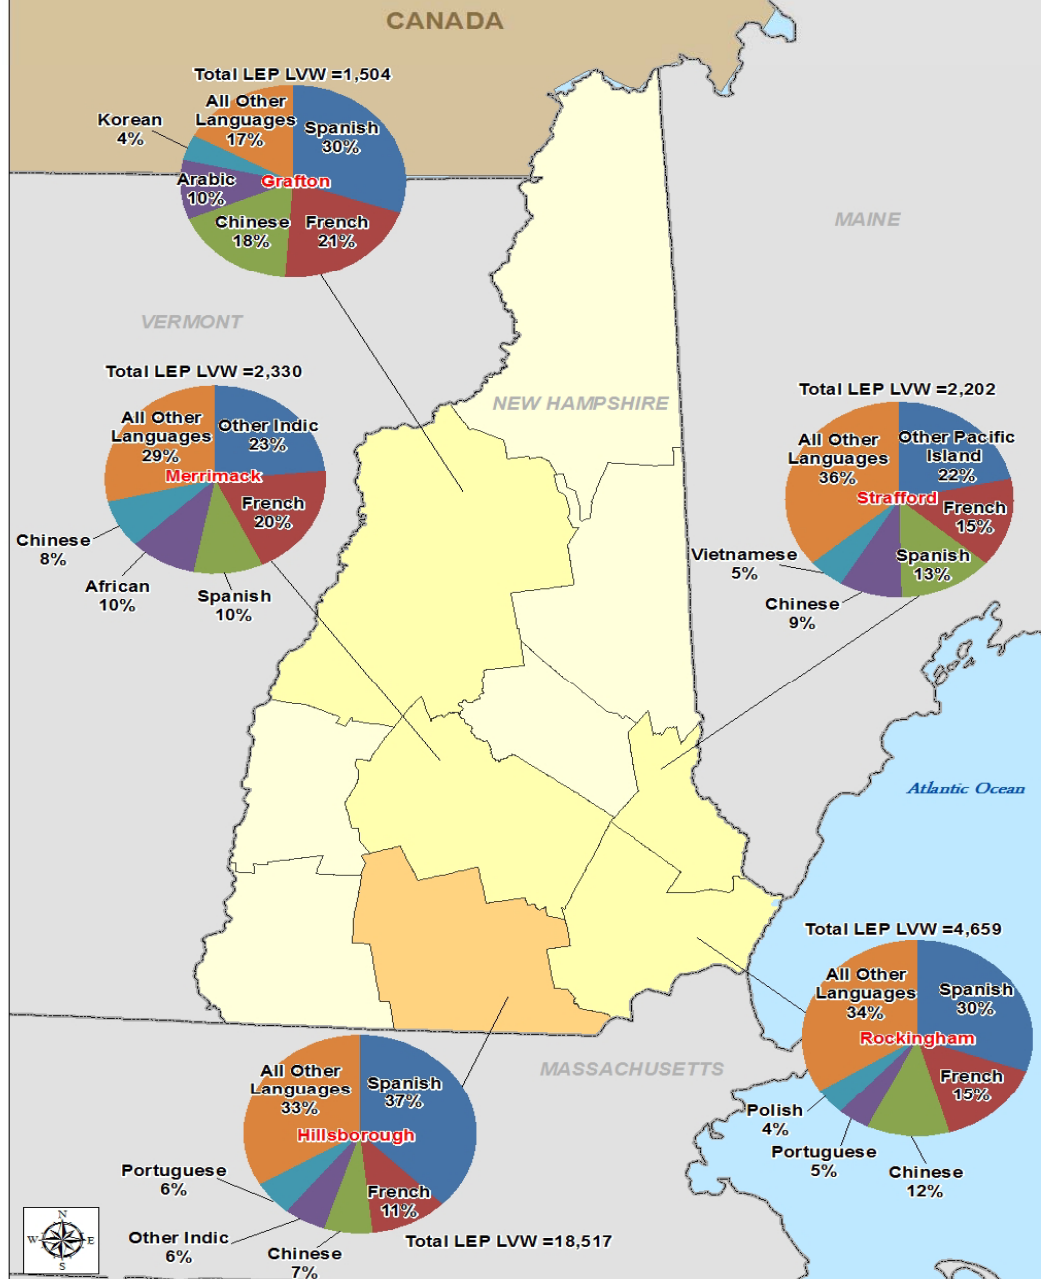 CANADA
Total LEP LVW =1,504
All Other
Languages
17%
Spanish
30%
Korean
4%
Arabic
10%
Grafton
Chinese
18%
French
21%
MAINE
VERMONT
Total LEP LVW =2,330
All Other
Languages
29%
Other Indic
23%
Merrimack
French
20%
Chinese
8%
African
10%
Spanish
10%
NEW HAMPSHIRE
Total LEP LVW =2,202
All Other
Languages
36%
Other Pacific
Island
22%
Strafford
French
15%
Vietnamese
5%
Spanish
13%
Chinese
9%
Atlantic Ocean
Total LEP LVW =4,659
All Other
Languages
34%
Spanish
30%
Rockingham
French
15%
Polish
4%
Portuguese
5%
Chinese
12%
MASSACHUSETTS
All Other
Languages
33%
Spanish
37%
Hillsborough
Portuguese
6%
French
11%
Other Indic
6%
Chinese
7%
Total LEP LVW =18,517
N
W E
S